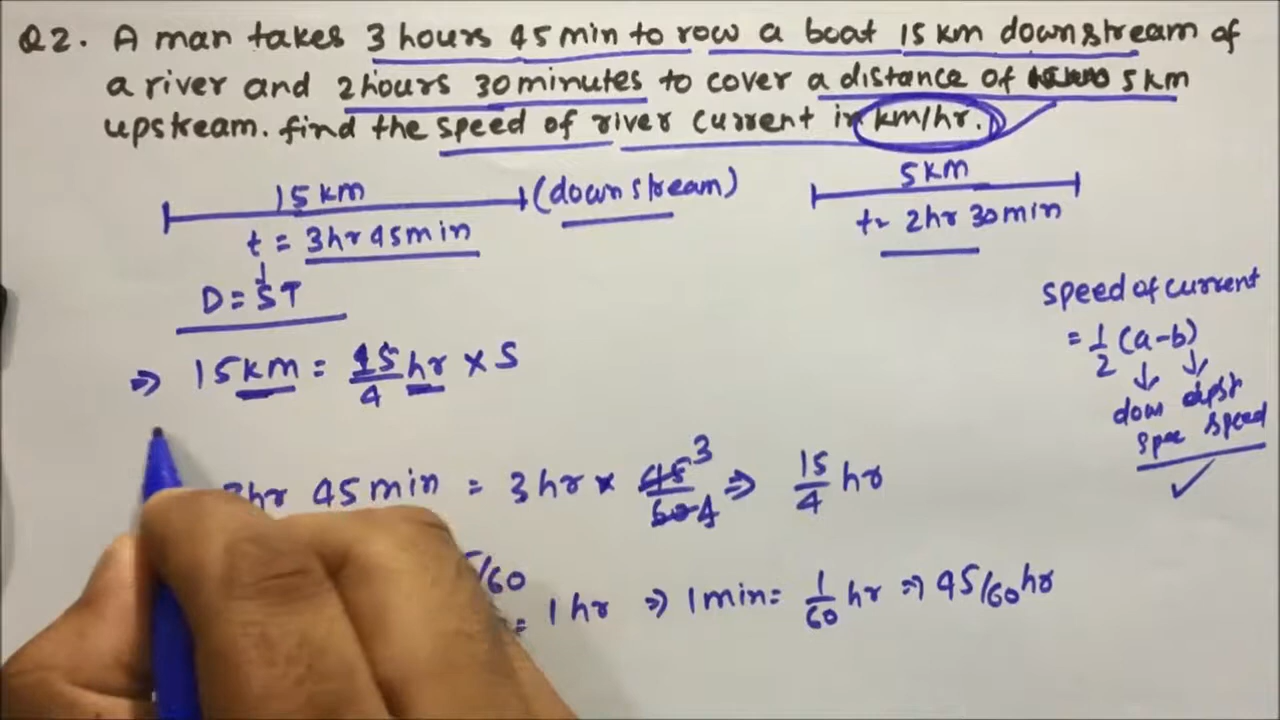 Q2. A man takes 3 hours 45 min to row a boat 15 km downstream of
a river and 2 hours 30 minutes to cover a distance of 5 km
upstream. find the speed of river current in km/hr.
15 km (downstream)
t = 3hr 45min
5 km
t = 2hr 30 min
D = S T
⇒ 15 km = 15/4 hr × S
speed of current
= 1/2 (a-b)
down
speed
3hr 45 min = 3 hr × 45 3/60 4 ⇒ 15/4 hr
/60
= 1 hr ⇒ 1 min = 1/60 hr ⇒ 45/60 hr